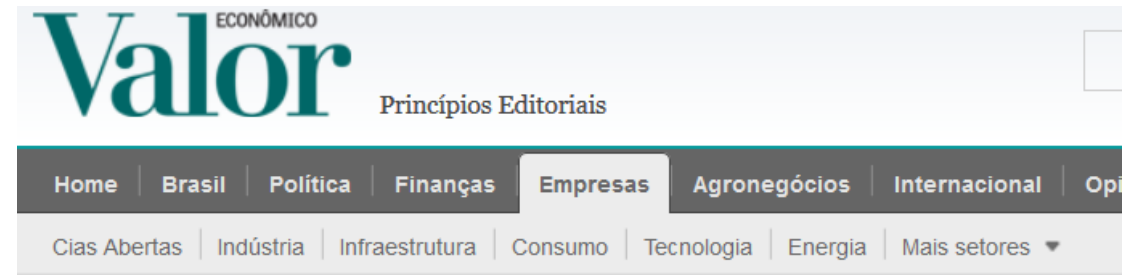 ECONÔMICO
Valor
Princípios Editoriais
Home Brasil Política Finanças Empresas Agronegócios Internacional
Cias Abertas Indústria Infraestrutura Consumo Tecnologia Energia Mais setores